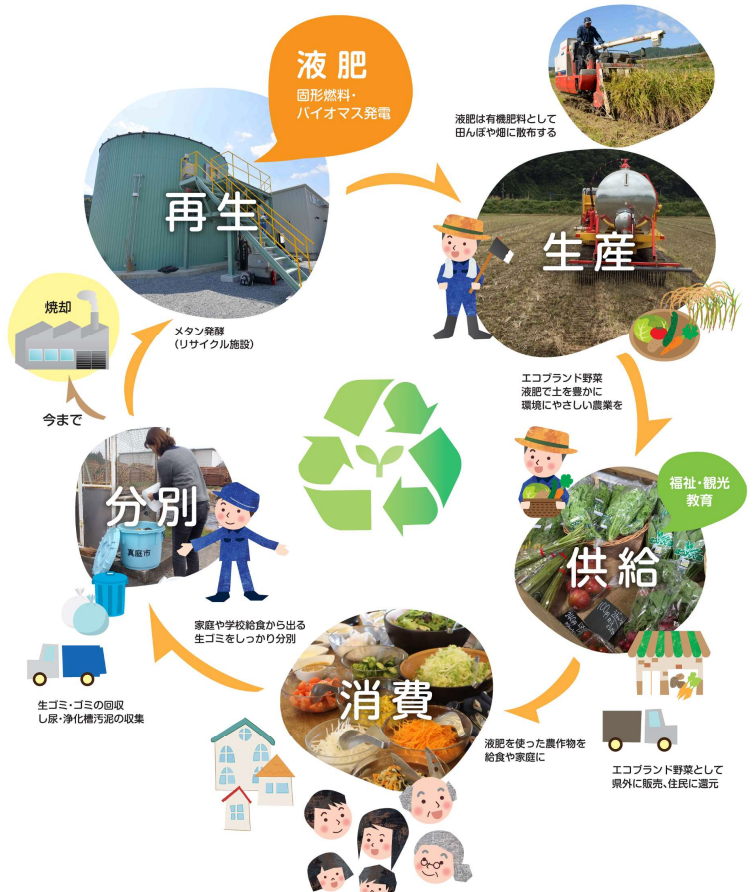 液肥
固形燃料・
バイオマス発電
再生
メタン発酵
（リサイクル施設）
液肥は有機肥料として
田んぼや畑に散布する
生産
エコブランド野菜
液肥で土を豊かに
環境にやさしい農業を
福祉・観光
教育
供給
エコブランド野菜として
県外に販売、住民に還元
液肥を使った農作物を
給食や家庭に
消費
家庭や学校給食から出る
生ゴミをしっかり分別
分別
真庭市
生ゴミ・ゴミの回収
し尿・浄化槽汚泥の収集
今まで
焼却